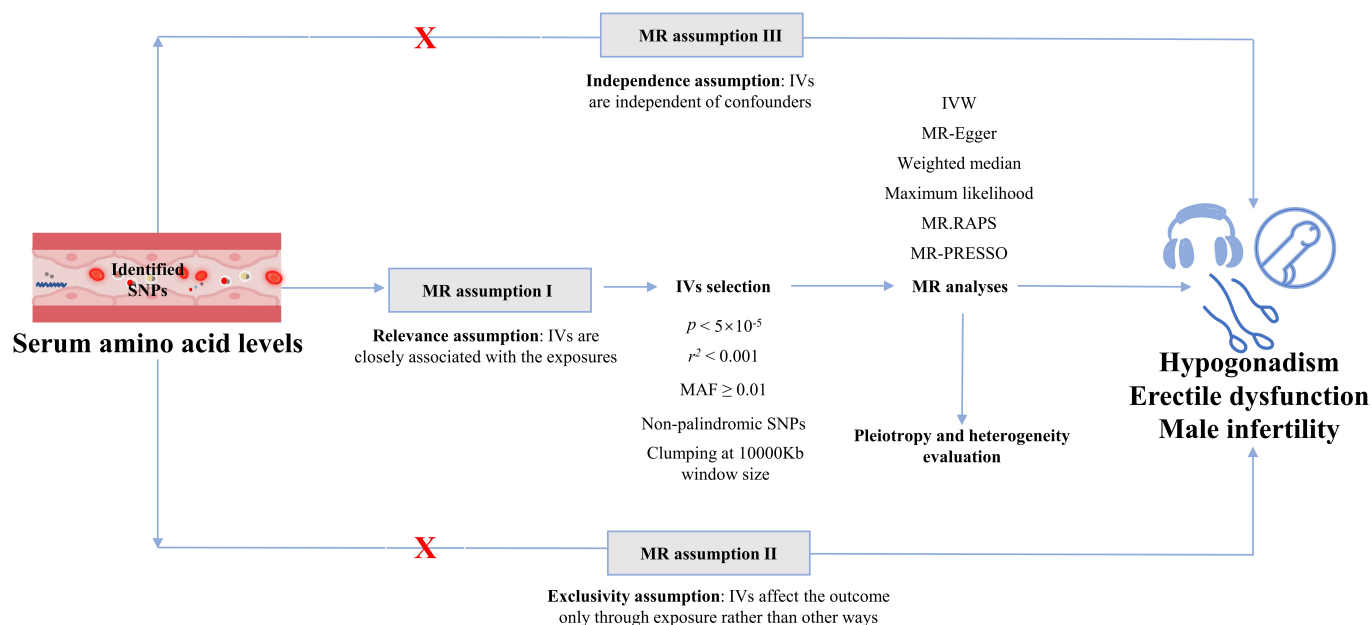 X
MR assumption III
Independence assumption: IVs
are independent of confounders
IVW
MR-Egger
Weighted median
Maximum likelihood
MR.RAPS
MR-PRESSO
Identified
SNPs
Serum amino acid levels
MR assumption I
Relevance assumption: IVs are
closely associated with the exposures
IVs selection
p < 5×10⁻⁵
r² < 0.001
MAF ≥ 0.01
Non-palindromic SNPs
Clumping at 10000Kb
window size
MR analyses
Pleiotropy and heterogeneity
evaluation
Hypogonadism
Erectile dysfunction
Male infertility
X
MR assumption II
Exclusivity assumption: IVs affect the outcome
only through exposure rather than other ways